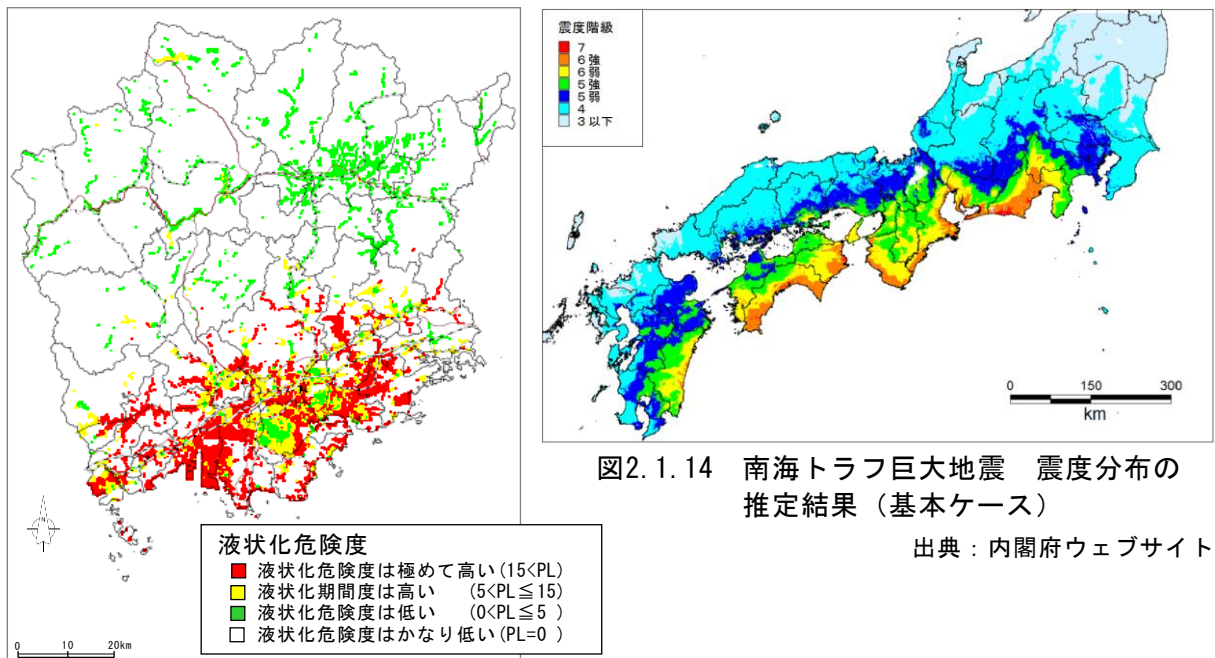 液状化危険度
液状化危険度は極めて高い(15<PL)
液状化期間度は高い (5<PL≦15)
液状化危険度は低い (0<PL≦5 )
液状化危険度はかなり低い(PL=0 )
0 10 20km
N
震度階級
7
6強
6弱
5強
5弱
4
3以下
0 150 300
km
図2.1.14 南海トラフ巨大地震 震度分布の
推定結果（基本ケース）
出典：内閣府ウェブサイト